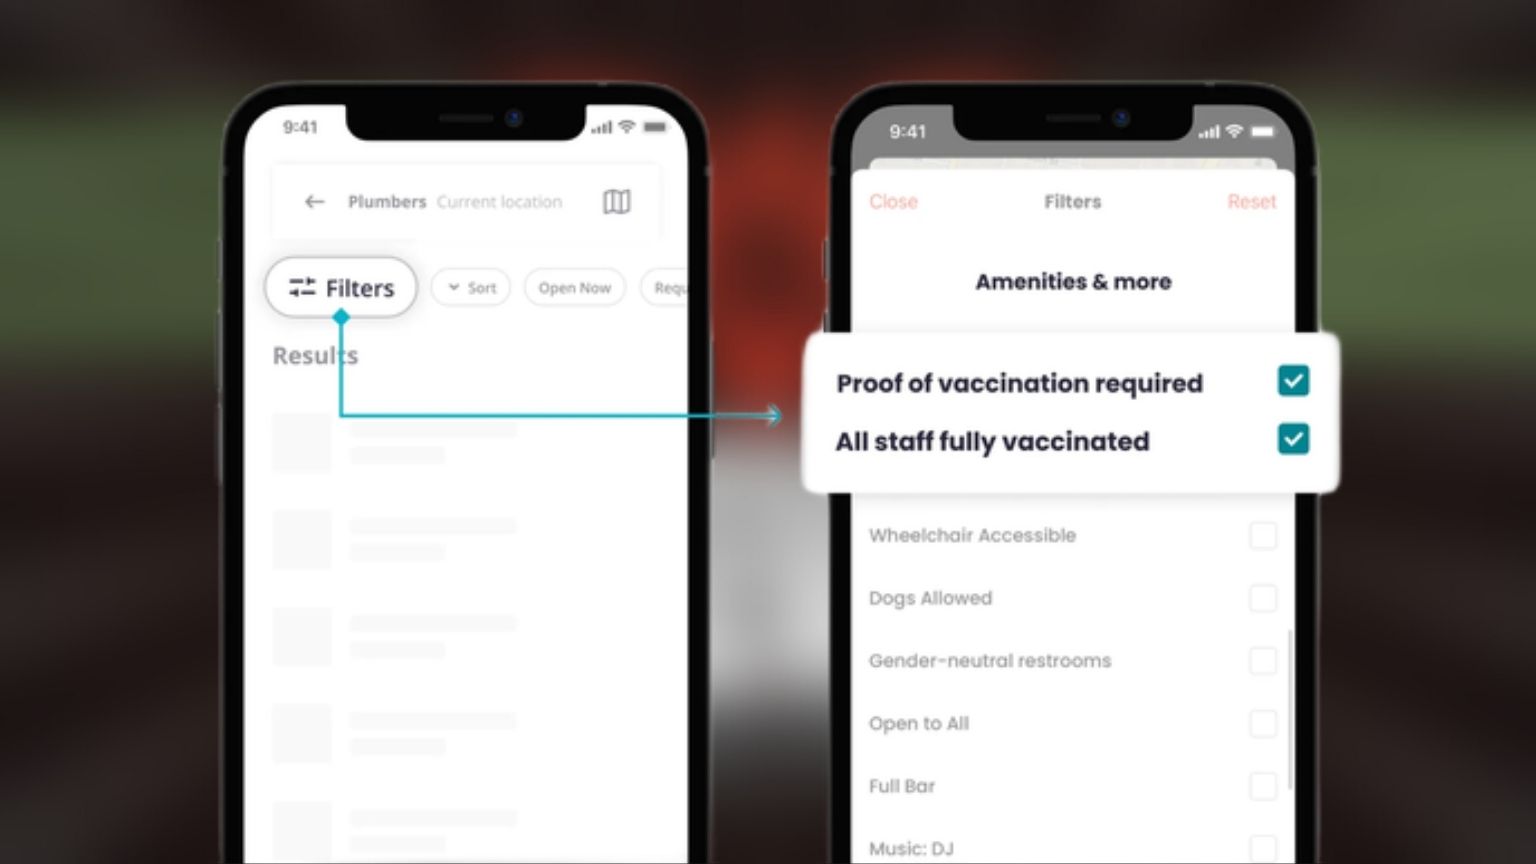 9:41
Plumbers Current location
Filters
Sort
Open Now
Requ
Results
9:41
Close
Filters
Reset
Amenities & more
Proof of vaccination required
All staff fully vaccinated
Wheelchair Accessible
Dogs Allowed
Gender-neutral restrooms
Open to All
Full Bar
Music: DJ